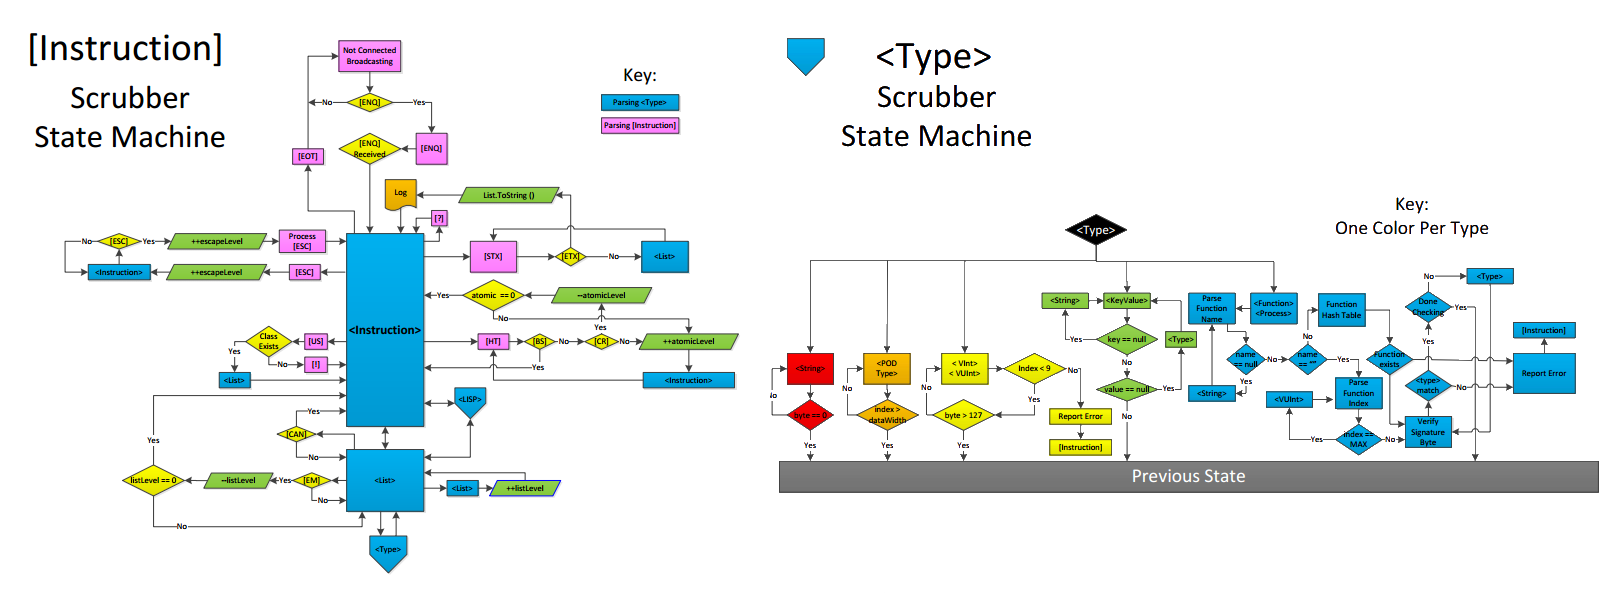 [Instruction]
Scrubber
State Machine
Not Connected
Broadcasting
Key:
Parsing <Type>
Parsing [Instruction]
No
[ENQ]
Yes
[ENQ]
Received
[ENQ]
[EOT]
Log
List.ToString ()
[?]
No
[ESC]
Yes
++escapeLevel
Process
[ESC]
<Instruction>
++escapeLevel
[ESC]
[STX]
[ETX]
No
<List>
Yes
atomic == 0
--atomicLevel
No
Yes
<Instruction>
Class
Exists
[US]
Yes
No
[!]
<List>
[HT]
[BS]
No
[CR]
No
++atomicLevel
Yes
<Instruction>
<LISP>
Yes
[CAN]
No
Yes
listLevel == 0
--listLevel
Yes
[EM]
No
<List>
<List>
++listLevel
No
<Type>
<Type>
Scrubber
State Machine
Key:
One Color Per Type
<Type>
<String>
No
byte == 0
Yes
<POD
Type>
No
index >
dataWidth
Yes
< VInt>
< VUInt>
No
byte > 127
Yes
Index < 9
Yes
No
Report Error
[Instruction]
<String>
<KeyValue>
Yes
key == null
No
<Type>
value == null
Yes
No
Parse
Function
Name
<Function>
<Process>
name
== null
No
Yes
<String>
name
== ""
No
Yes
Function
Hash Table
Parse
Function
Index
<VUInt>
Yes
index ==
MAX
No
Function
exists
Done
Checking
No
Yes
<Type>
Yes
<type>
match
No
Verify
Signature
Byte
[Instruction]
Report Error
Previous State